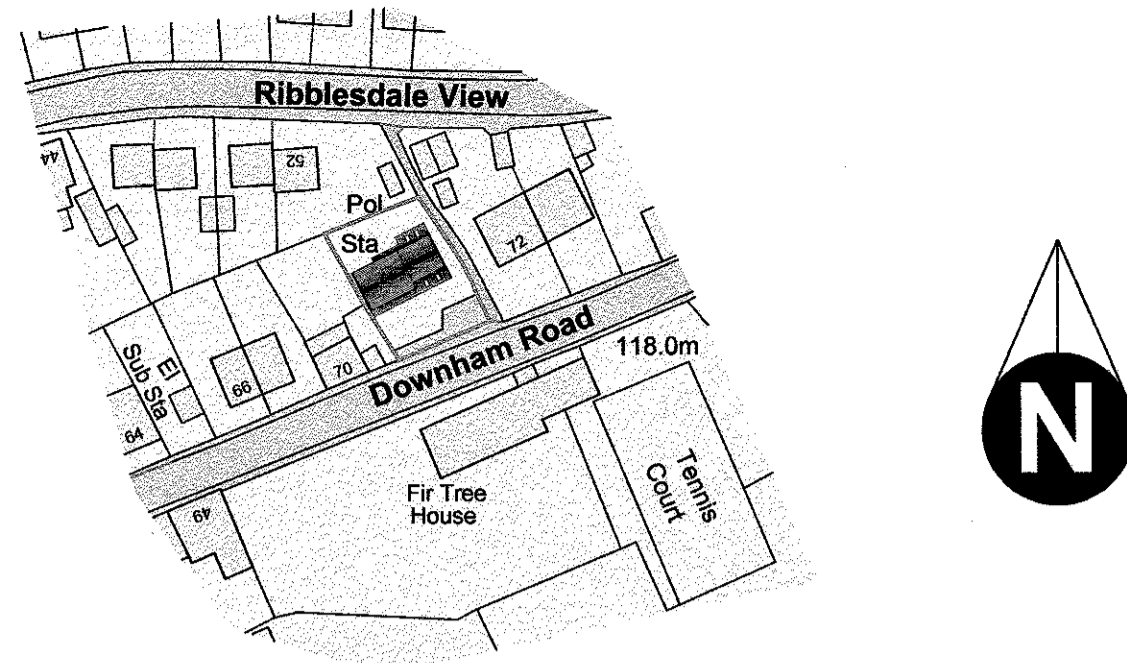 Ribblesdale View
44
52
Pol
Sta
72
Downham Road
118.0m
El
Sub Sta
66
70
64
Fir Tree
House
Tennis
Court
49
N